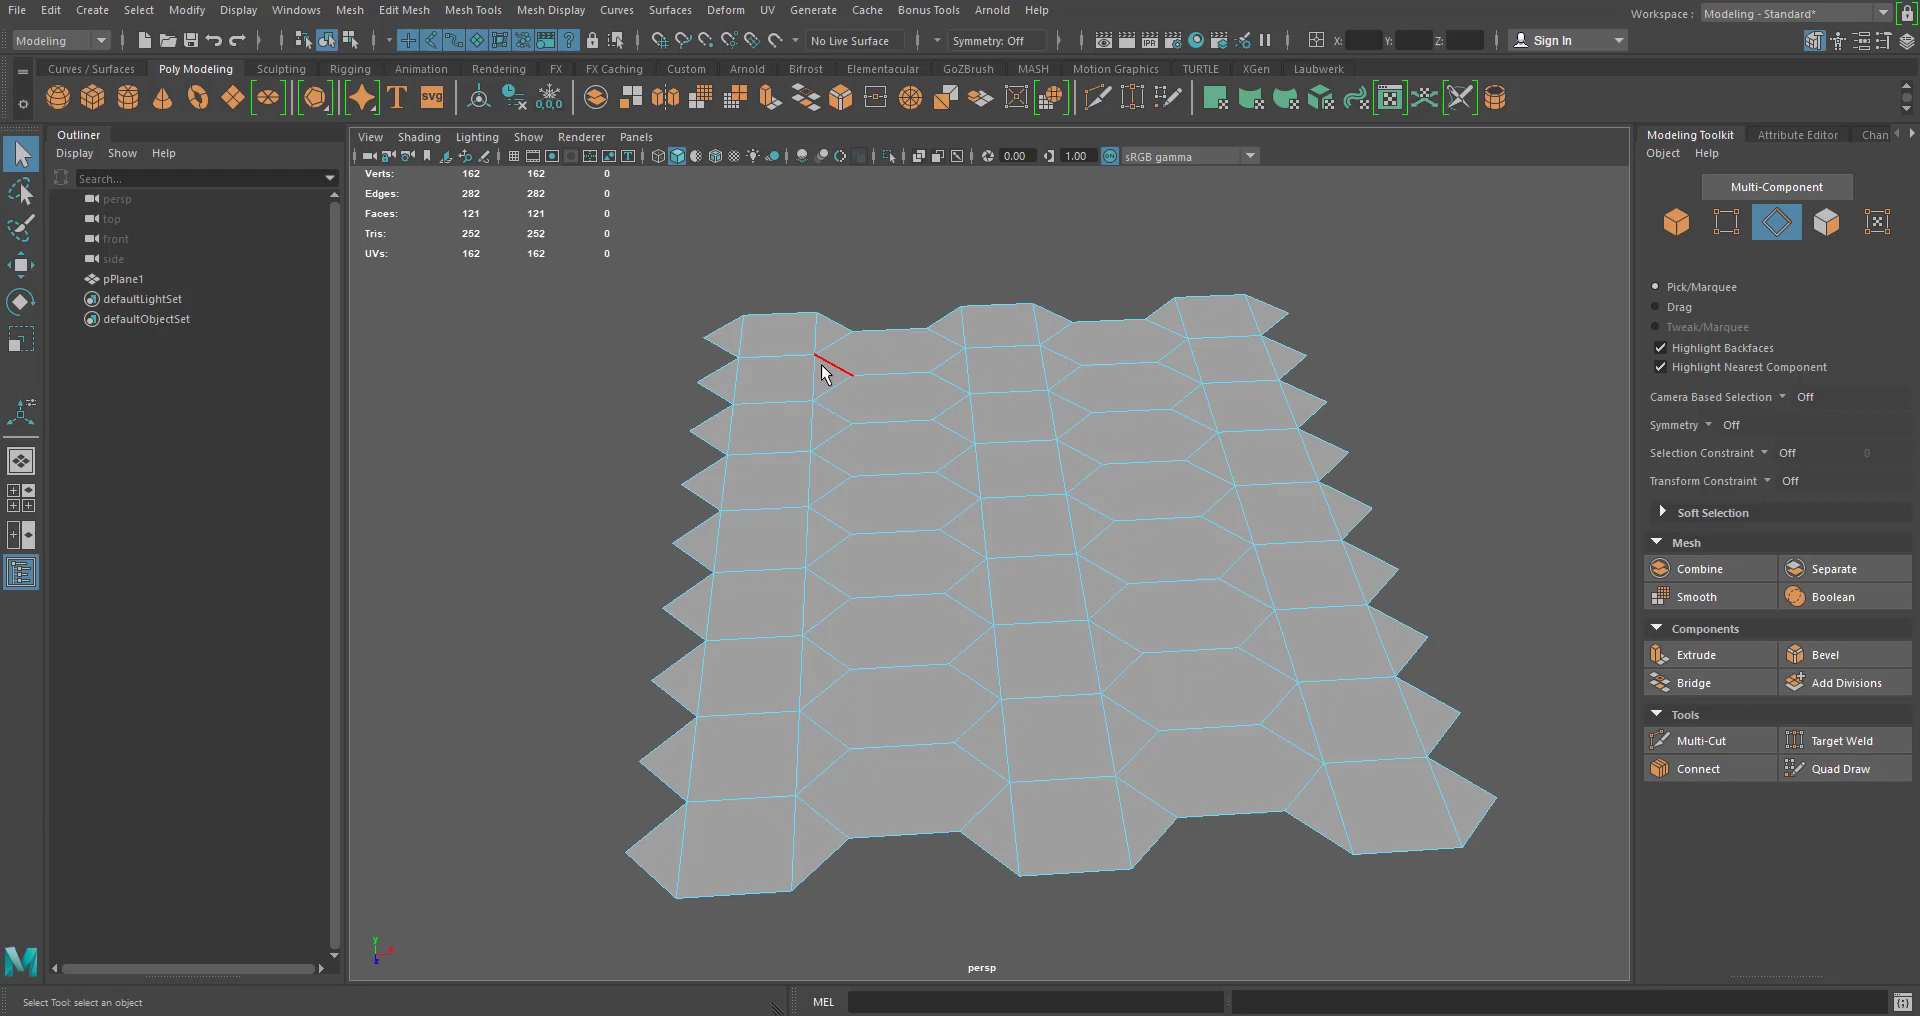 File Edit Create Select Modify Display Windows Mesh Edit Mesh Mesh Tools Mesh Display Curves Surfaces Deform UV Generate Cache Bonus Tools Arnold Help
Workspace : Modeling - Standard*
Modeling
No Live Surface
Symmetry: Off
X: Y: Z:
Sign In
Curves / Surfaces Poly Modeling Sculpting Rigging Animation Rendering FX FX Caching Custom Arnold Bifrost Elementacular GoZBrush MASH Motion Graphics TURTLE XGen Laubwerk
T SVG 0,0,0
Outliner
Display Show Help
Search...
persp
top
front
side
pPlane1
defaultLightSet
defaultObjectSet
View Shading Lighting Show Renderer Panels
0.00 1.00 ON sRGB gamma
Verts: 162 162 0
Edges: 282 282 0
Faces: 121 121 0
Tris: 252 252 0
UVs: 162 162 0
y x z
persp
Modeling Toolkit Attribute Editor Chan
Object Help
Multi-Component
Pick/Marquee
Drag
Tweak/Marquee
Highlight Backfaces
Highlight Nearest Component
Camera Based Selection Off
Symmetry Off
Selection Constraint Off 0
Transform Constraint Off
Soft Selection
Mesh
Combine Separate
Smooth Boolean
Components
Extrude Bevel
Bridge Add Divisions
Tools
Multi-Cut Target Weld
Connect Quad Draw
M
Select Tool: select an object
MEL